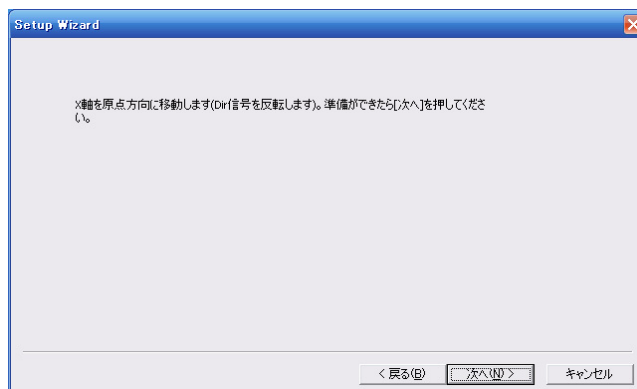 Setup Wizard
X軸を原点方向に移動します(Dir信号を反転します)。準備ができたら[次へ]を押してくださ
い。
< 戻る(B)
次へ(N) >
キャンセル